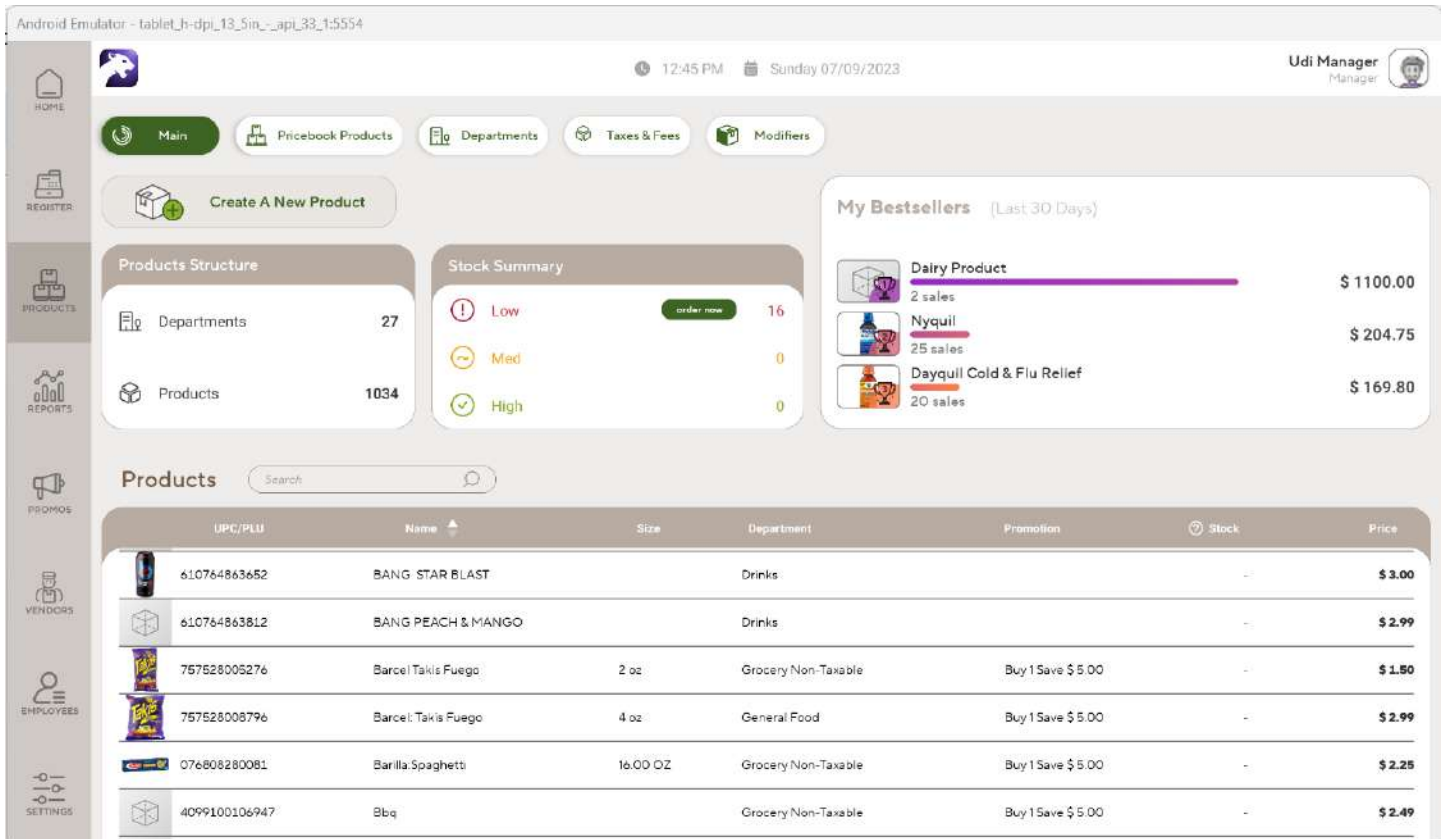 Android Emulator - tablet_h-dpi_13_5in_-_api_33_1:5554
12:45 PM Sunday 07/09/2023
Udi Manager
Manager
HOME
REGISTER
PRODUCTS
REPORTS
PROMOS
VENDORS
EMPLOYEES
SETTINGS
Main Pricebook Products Departments Taxes & Fees Modifiers
Create A New Product
Products Structure
Departments 27
Products 1034
Stock Summary
Low order now 16
Med 0
High 0
My Bestsellers (Last 30 Days)
1 Dairy Product $ 1100.00
2 sales
2 Nyquil $ 204.75
25 sales
3 Dayquil Cold & Flu Relief $ 169.80
20 sales
Products Search
UPC/PLU Name Size Department Promotion ? Stock Price
610764863652 BANG STAR BLAST Drinks - $ 3.00
610764863812 BANG PEACH & MANGO Drinks - $ 2.99
757528005276 Barcel Takis Fuego 2 oz Grocery Non-Taxable Buy 1 Save $ 5.00 - $ 1.50
757528008796 Barcel: Takis Fuego 4 oz General Food Buy 1 Save $ 5.00 - $ 2.99
076808280081 Barilla:Spaghetti 16.00 OZ Grocery Non-Taxable Buy 1 Save $ 5.00 - $ 2.25
4099100106947 Bbq Grocery Non-Taxable Buy 1 Save $ 5.00 - $ 2.49